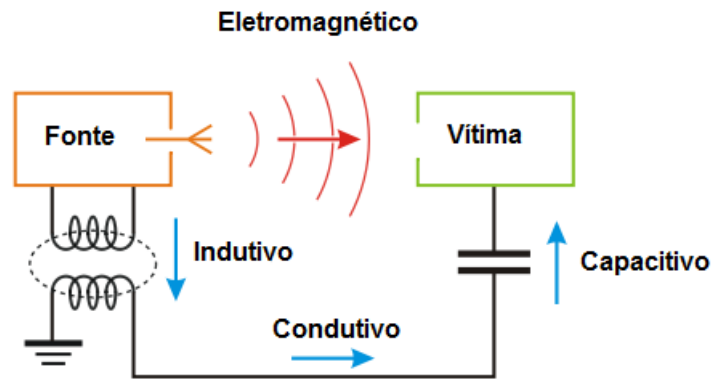 Eletromagnético
Fonte
Vítima
Indutivo
Capacitivo
Condutivo